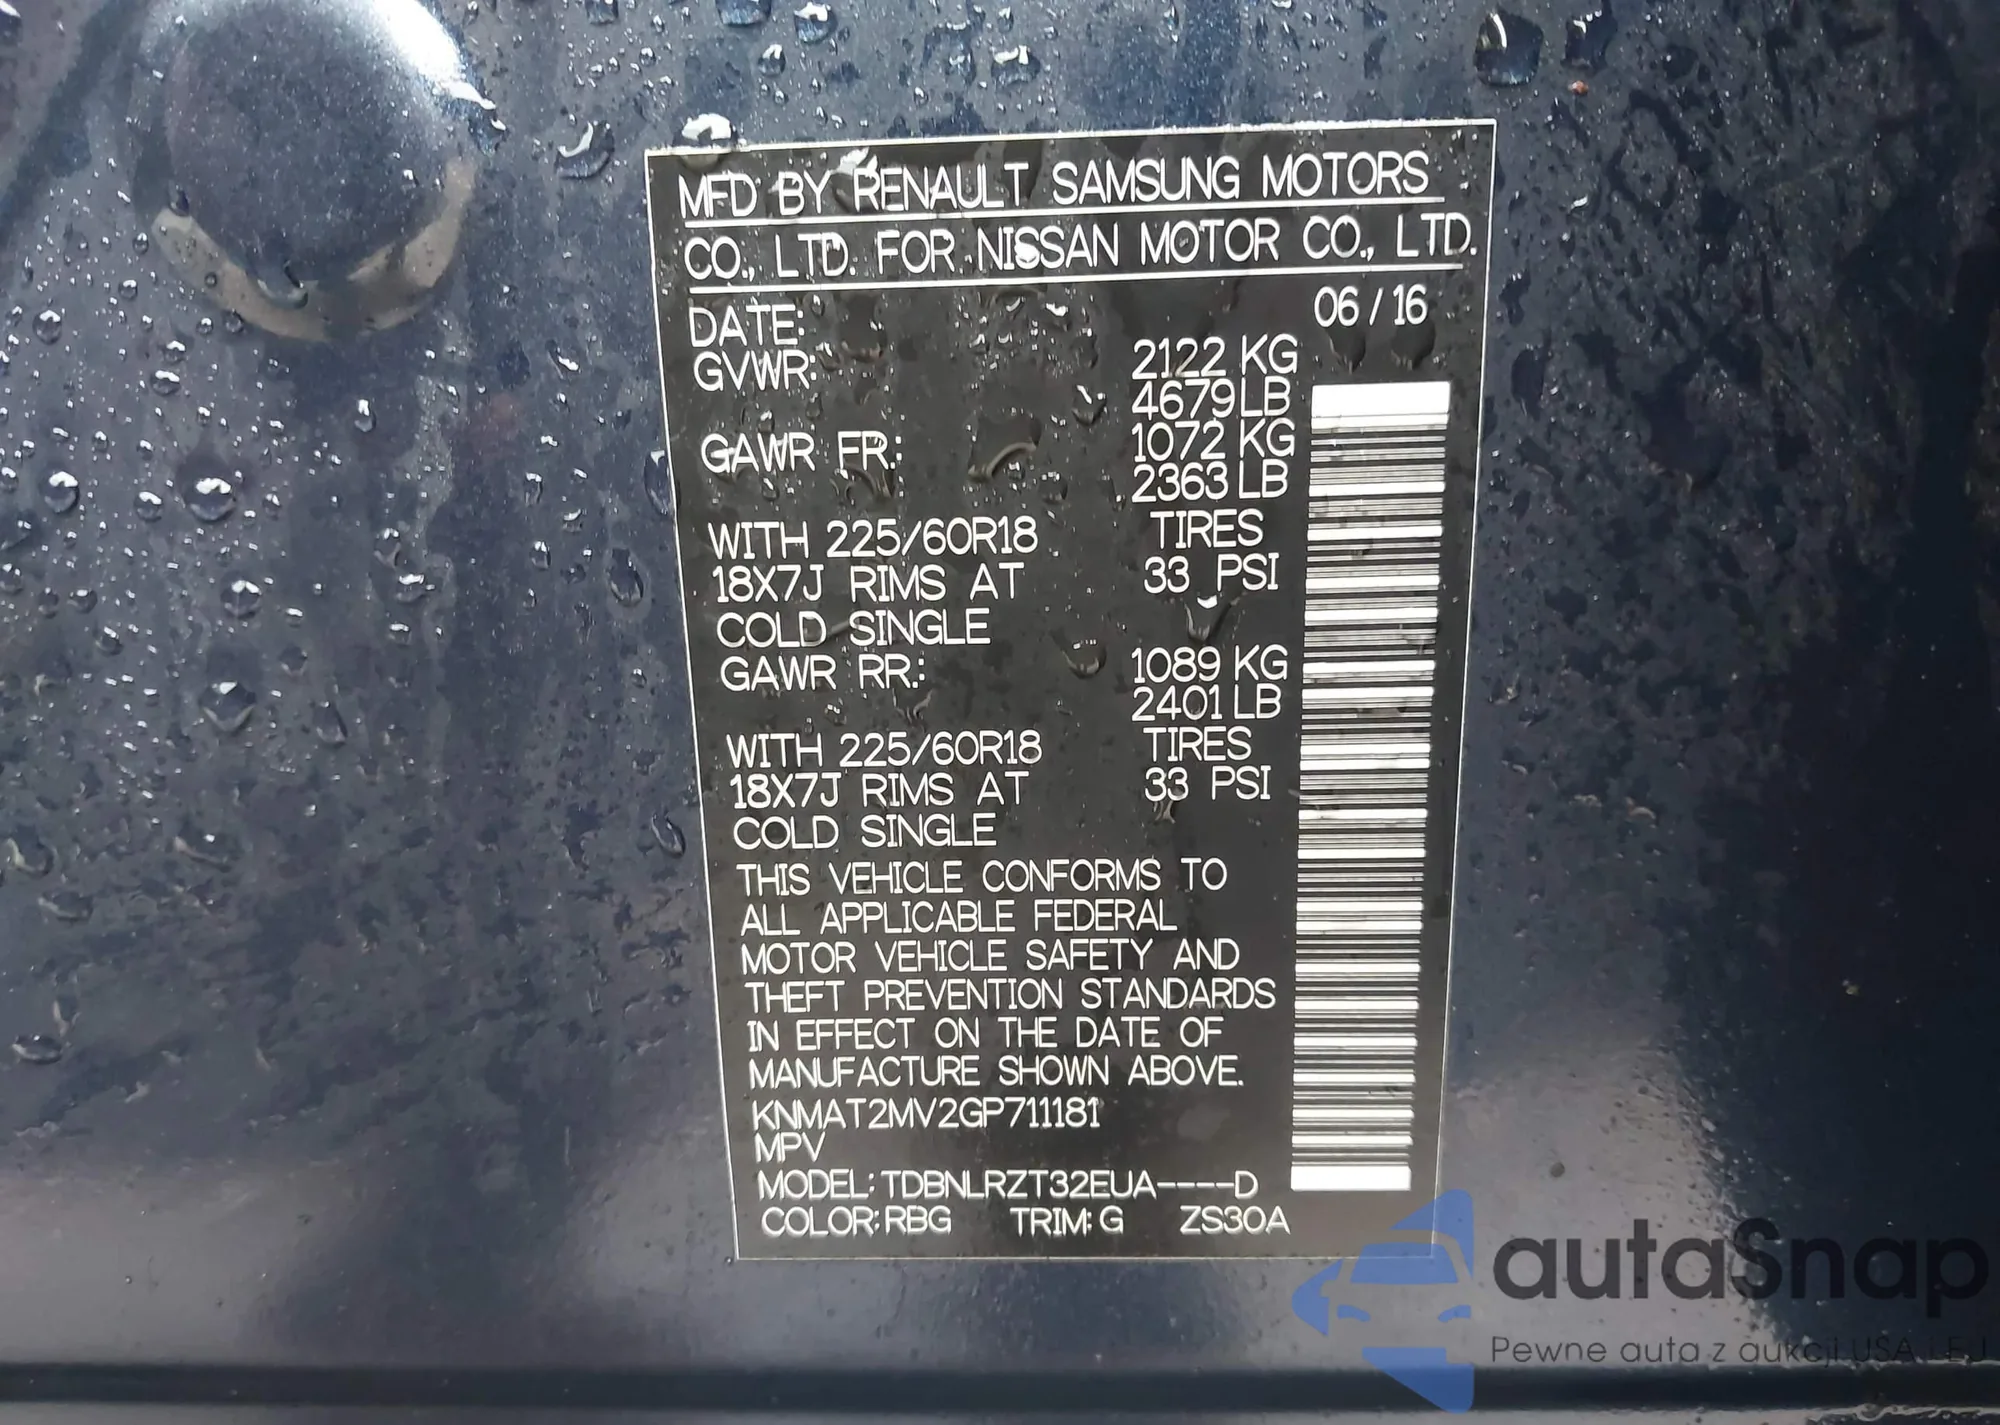 MFD BY RENAULT SAMSUNG MOTORS
CO., LTD. FOR NISSAN MOTOR CO., LTD.
DATE: 06 / 16
GVWR: 2122 KG
4679 LB
GAWR FR.: 1072 KG
2363 LB
WITH 225/60R18 TIRES
18X7J RIMS AT 33 PSI
COLD SINGLE
GAWR RR.: 1089 KG
2401 LB
WITH 225/60R18 TIRES
18X7J RIMS AT 33 PSI
COLD SINGLE
THIS VEHICLE CONFORMS TO
ALL APPLICABLE FEDERAL
MOTOR VEHICLE SAFETY AND
THEFT PREVENTION STANDARDS
IN EFFECT ON THE DATE OF
MANUFACTURE SHOWN ABOVE.
KNMAT2MV2GP711181
MPV
MODEL: TDBNLRZT32EUA----D
COLOR: RBG TRIM: G ZS30A
autaSnap
Pewne auta z aukcji USA i EU